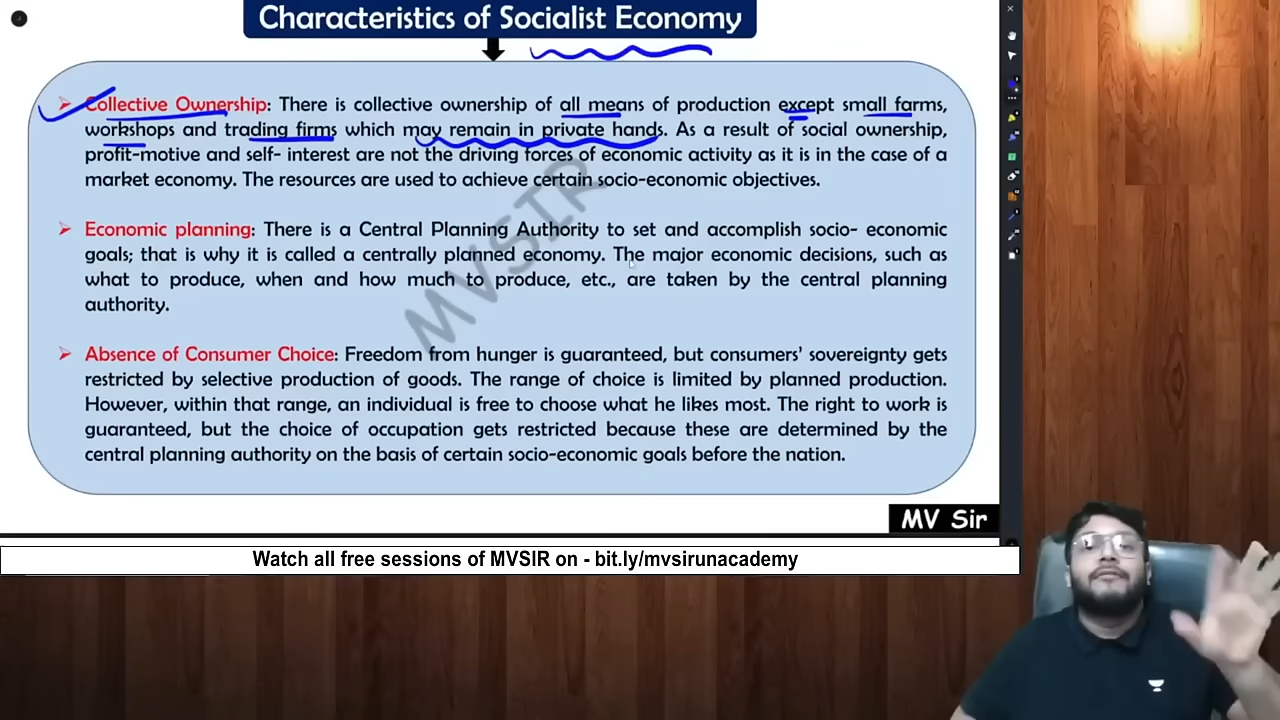 Characteristics of Socialist Economy
➢ Collective Ownership: There is collective ownership of all means of production except small farms,
workshops and trading firms which may remain in private hands. As a result of social ownership,
profit-motive and self- interest are not the driving forces of economic activity as it is in the case of a
market economy. The resources are used to achieve certain socio-economic objectives.
➢ Economic planning: There is a Central Planning Authority to set and accomplish socio- economic
goals; that is why it is called a centrally planned economy. The major economic decisions, such as
what to produce, when and how much to produce, etc., are taken by the central planning
authority.
➢ Absence of Consumer Choice: Freedom from hunger is guaranteed, but consumers’ sovereignty gets
restricted by selective production of goods. The range of choice is limited by planned production.
However, within that range, an individual is free to choose what he likes most. The right to work is
guaranteed, but the choice of occupation gets restricted because these are determined by the
central planning authority on the basis of certain socio-economic goals before the nation.
MVSIR
MV Sir
Watch all free sessions of MVSIR on - bit.ly/mvsirunacademy